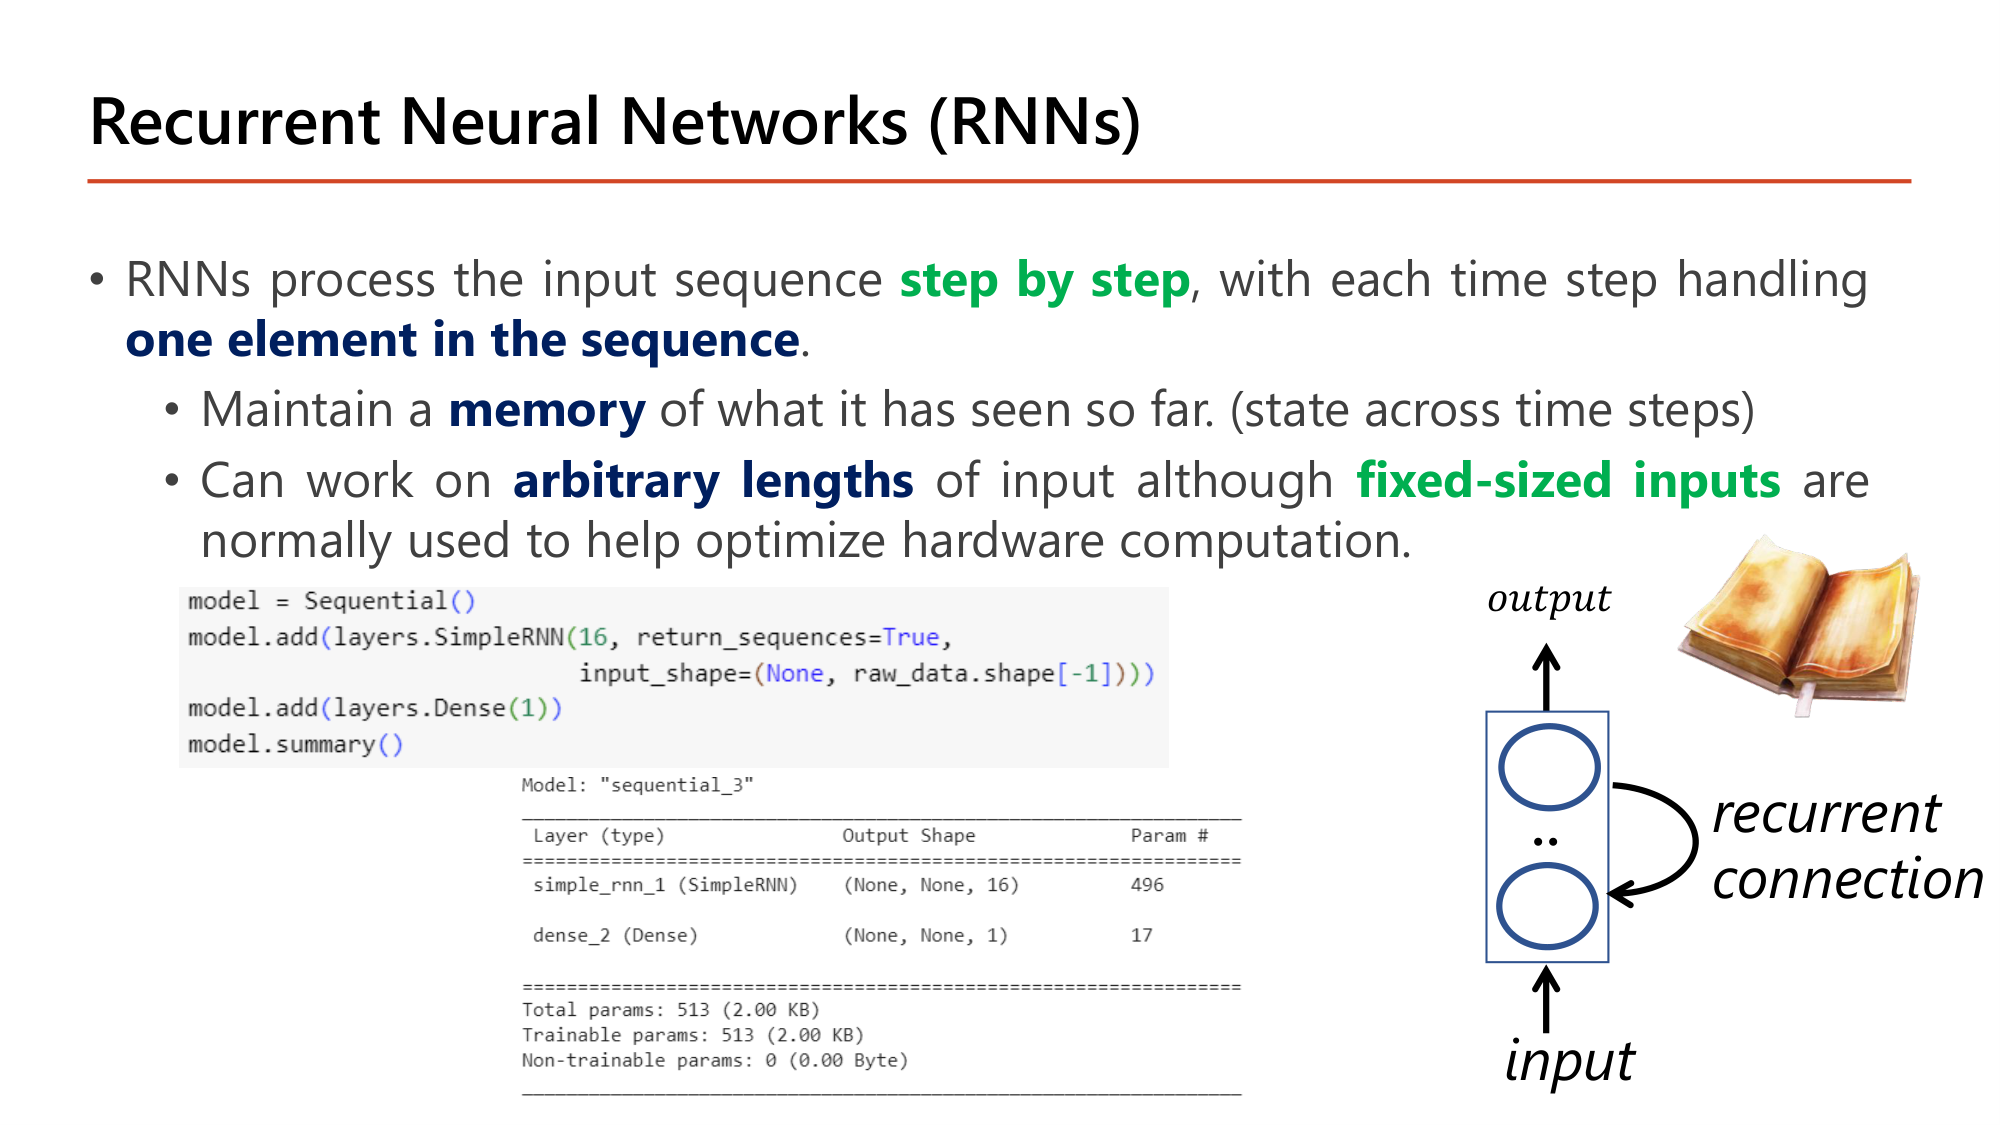 Recurrent Neural Networks (RNNs)
• RNNs process the input sequence step by step, with each time step handling
one element in the sequence.
• Maintain a memory of what it has seen so far. (state across time steps)
• Can work on arbitrary lengths of input although fixed-sized inputs are
normally used to help optimize hardware computation.
model = Sequential()
model.add(layers.SimpleRNN(16, return_sequences=True,
input_shape=(None, raw_data.shape[-1])))
model.add(layers.Dense(1))
model.summary()
Model: "sequential_3"
_________________________________________________________________
Layer (type) Output Shape Param #
=================================================================
simple_rnn_1 (SimpleRNN) (None, None, 16) 496
dense_2 (Dense) (None, None, 1) 17
=================================================================
Total params: 513 (2.00 KB)
Trainable params: 513 (2.00 KB)
Non-trainable params: 0 (0.00 Byte)
_________________________________________________________________
output
..
recurrent
connection
input